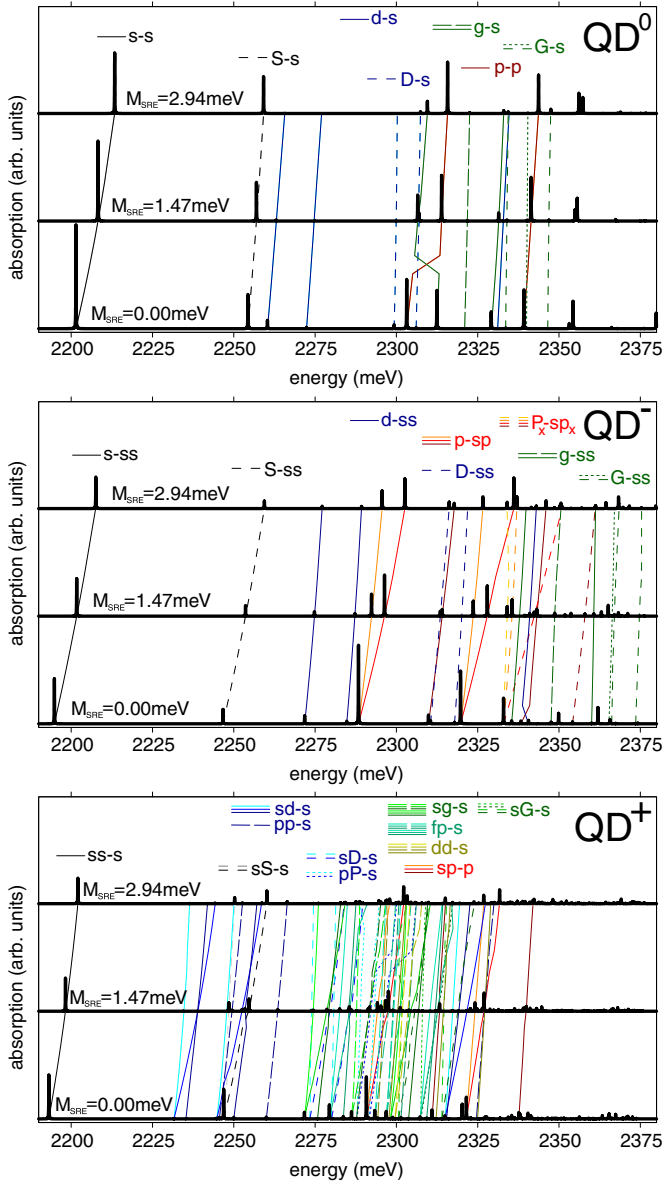 d-s
QD⁰
s-s
g-s
S-s
G-s
D-s
p-p
M_SRE=2.94meV
M_SRE=1.47meV
M_SRE=0.00meV
absorption (arb. units)
2200 2225 2250 2275 2300 2325 2350 2375
energy (meV)
QD⁻
d-ss
Pₓ-spₓ
p-sp
s-ss
g-ss
S-ss
D-ss
G-ss
M_SRE=2.94meV
M_SRE=1.47meV
M_SRE=0.00meV
absorption (arb. units)
2200 2225 2250 2275 2300 2325 2350 2375
energy (meV)
QD⁺
sd-s
sg-s
sG-s
pp-s
fp-s
dd-s
ss-s
sS-s
sD-s
pP-s
sp-p
M_SRE=2.94meV
M_SRE=1.47meV
M_SRE=0.00meV
absorption (arb. units)
2200 2225 2250 2275 2300 2325 2350 2375
energy (meV)